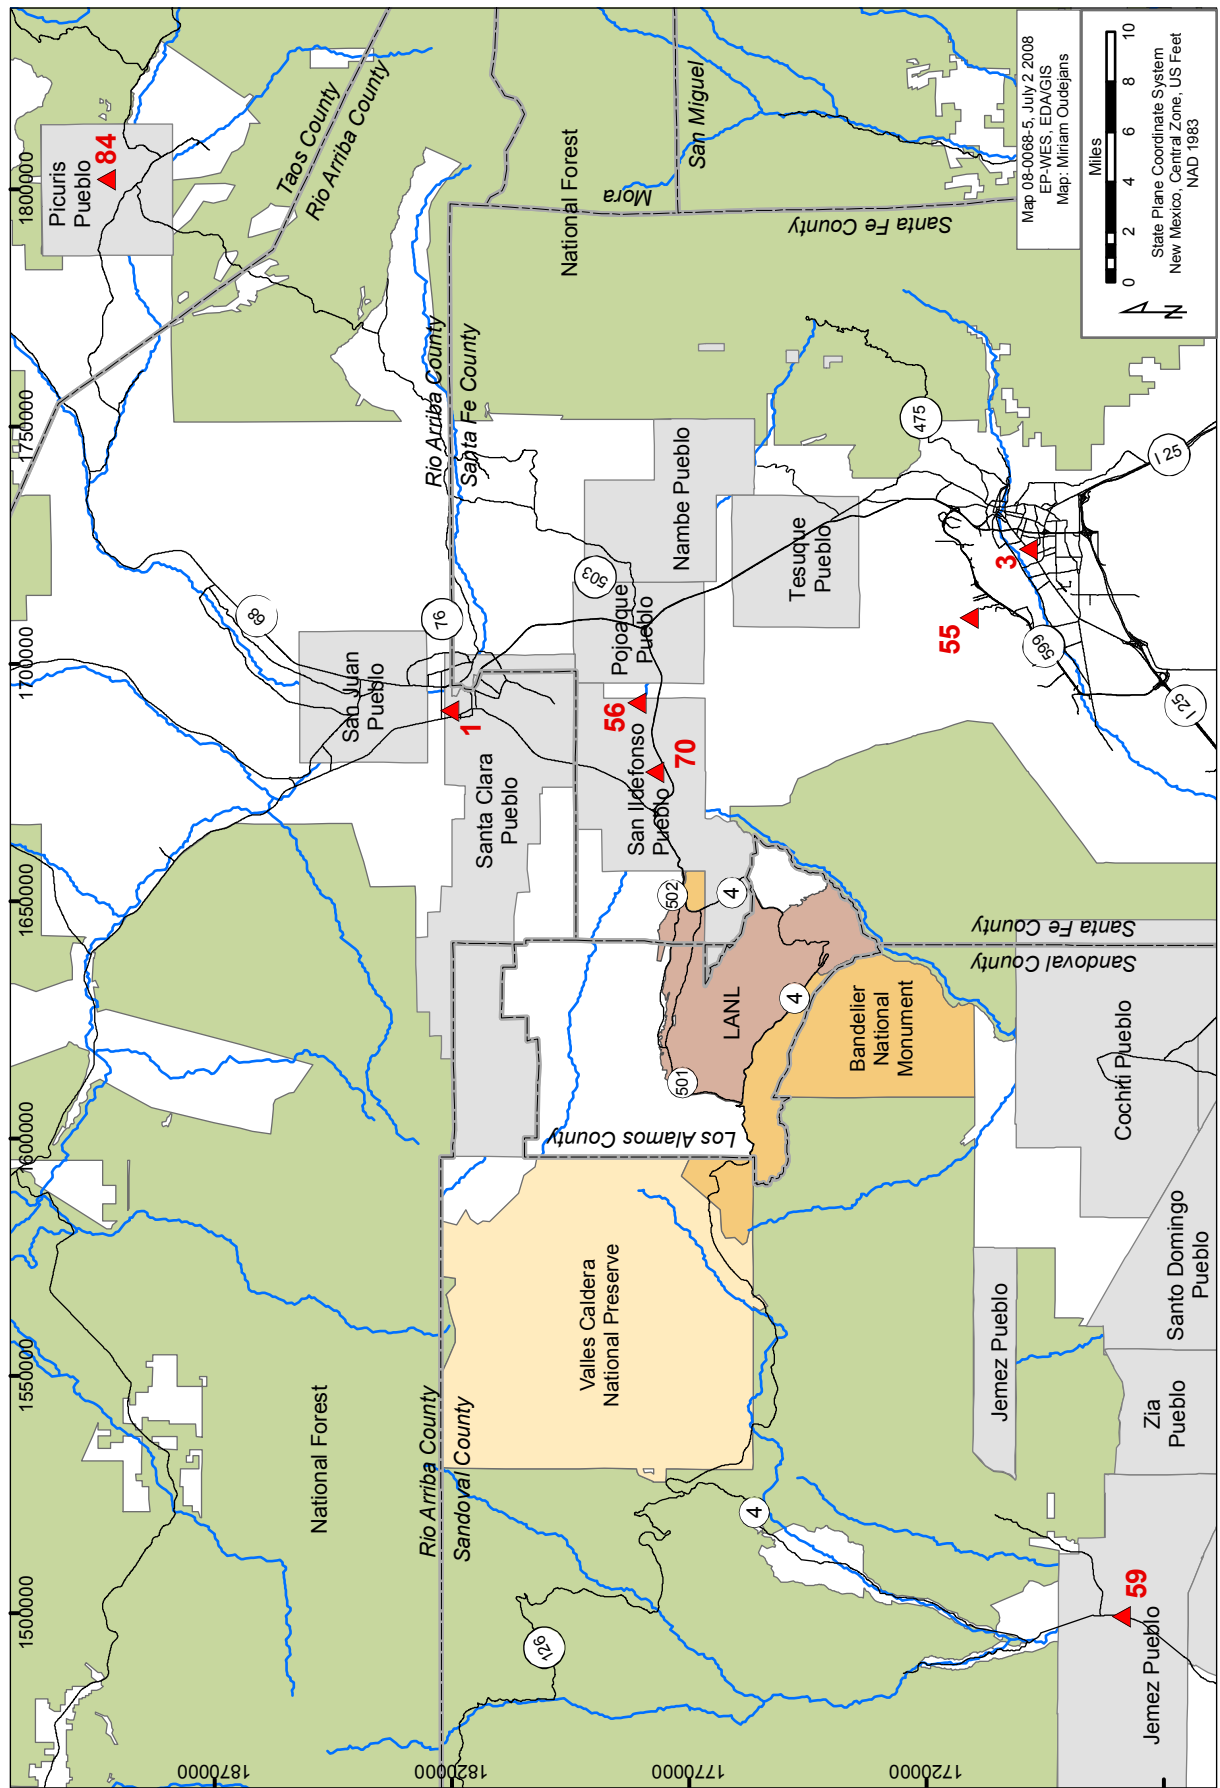 1500000
1550000
1600000
1650000
1700000
1750000
1800000
1870000
1820000
1770000
1720000
Picuris
Pueblo
84
Taos County
Rio Arriba County
National Forest
Mora
San Miguel
Santa Fe County
Rio Arriba County
Santa Fe County
68
76
San Juan
Pueblo
1
Santa Clara
Pueblo
503
Pojoaque
Pueblo
Nambe Pueblo
Tesuque
Pueblo
56
70
San Ildefonso
Pueblo
475
I 25
3
55
599
I 25
502
4
LANL
4
501
Los Alamos County
Bandelier
National
Monument
Santa Fe County
Sandoval County
Cochiti Pueblo
Santo Domingo
Pueblo
Valles Caldera
National Preserve
Jemez Pueblo
Zia
Pueblo
National Forest
Rio Arriba County
Sandoval County
4
126
59
Jemez Pueblo
Map 08-0068-5, July 2 2008
EP-WES, EDA/GIS
Map: Miriam Oudejans
Miles
0 2 4 6 8 10
N
State Plane Coordinate System
New Mexico, Central Zone, US Feet
NAD 1983